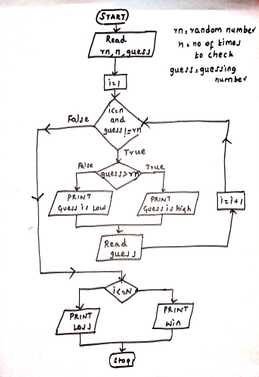 START
Read
rn, n, guess
rn, random number
n, no of times
to check
guess, guessing
number
i=1
i<=n
and
guess!=rn
False
True
guess>rn
False
True
PRINT
Guess is Low
PRINT
Guess is High
i=i+1
Read
guess
i<=N
PRINT
Loss
PRINT
Win
Stop